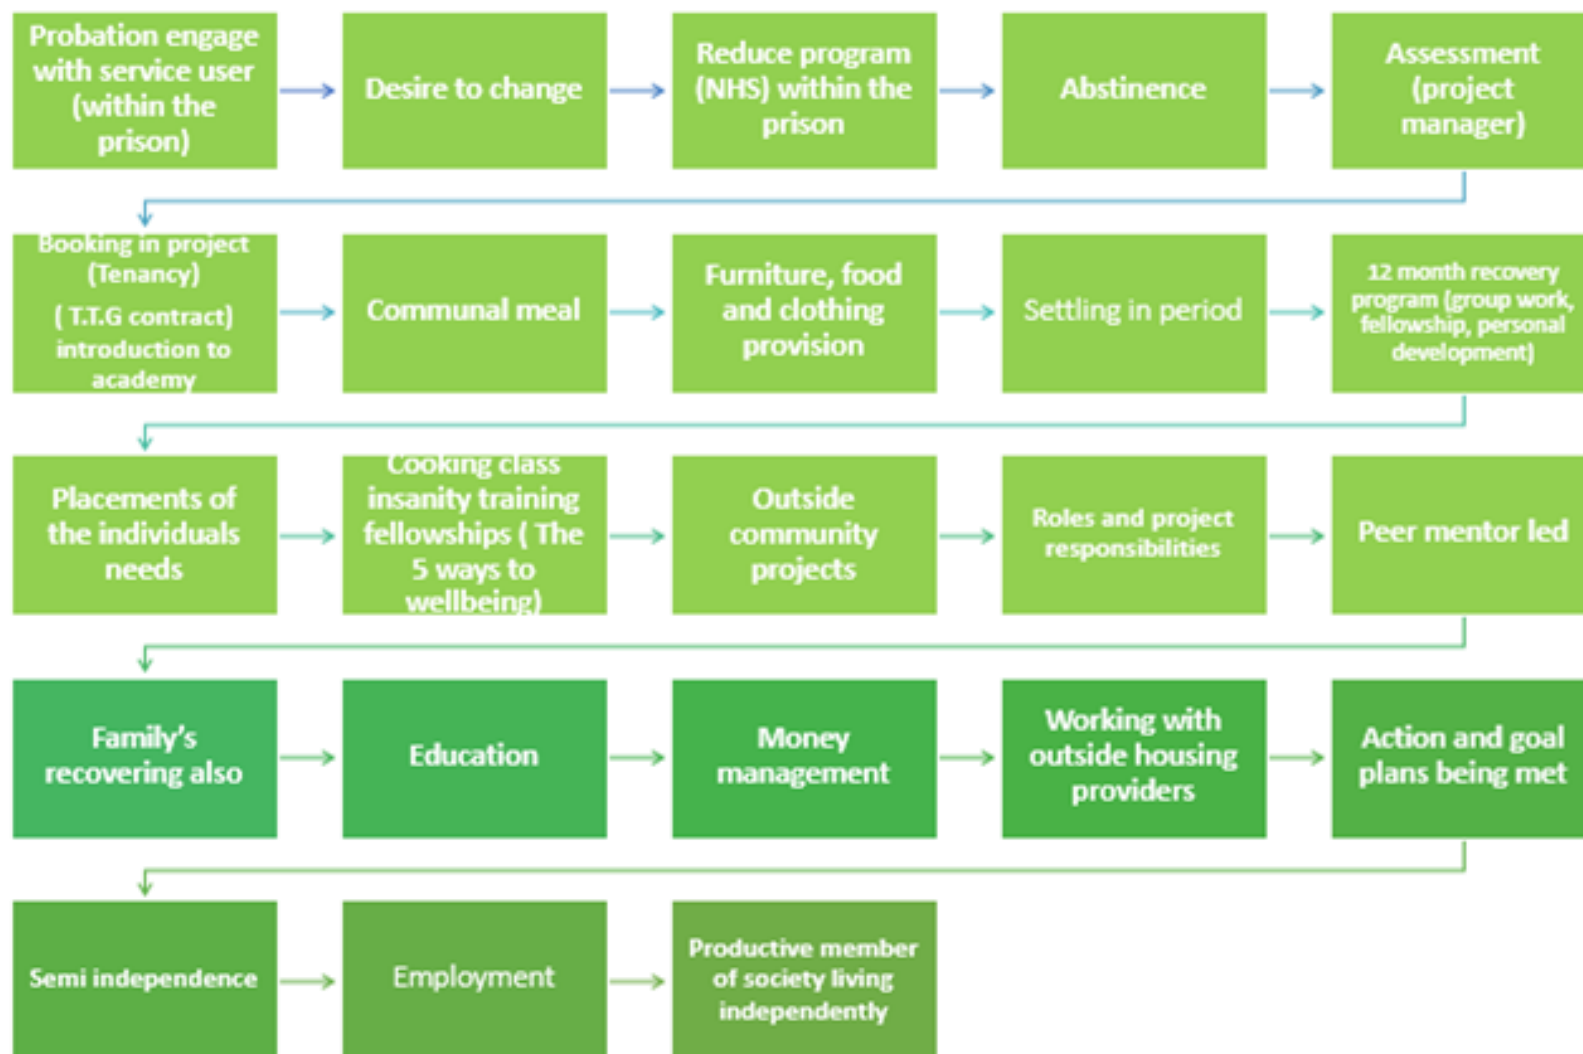 Probation engage
with service user
(within the
prison)
Desire to change
Reduce program
(NHS) within the
prison
Abstinence
Assessment
(project
manager)
Booking in project
(Tenancy)
( T.T.G contract)
introduction to
academy
Communal meal
Furniture, food
and clothing
provision
Settling in period
12 month recovery
program (group work,
fellowship, personal
development)
Placements of
the individuals
needs
Cooking class
insanity training
fellowships ( The
5 ways to
wellbeing)
Outside
community
projects
Roles and project
responsibilities
Peer mentor led
Family’s
recovering also
Education
Money
management
Working with
outside housing
providers
Action and goal
plans being met
Semi independence
Employment
Productive member
of society living
independently